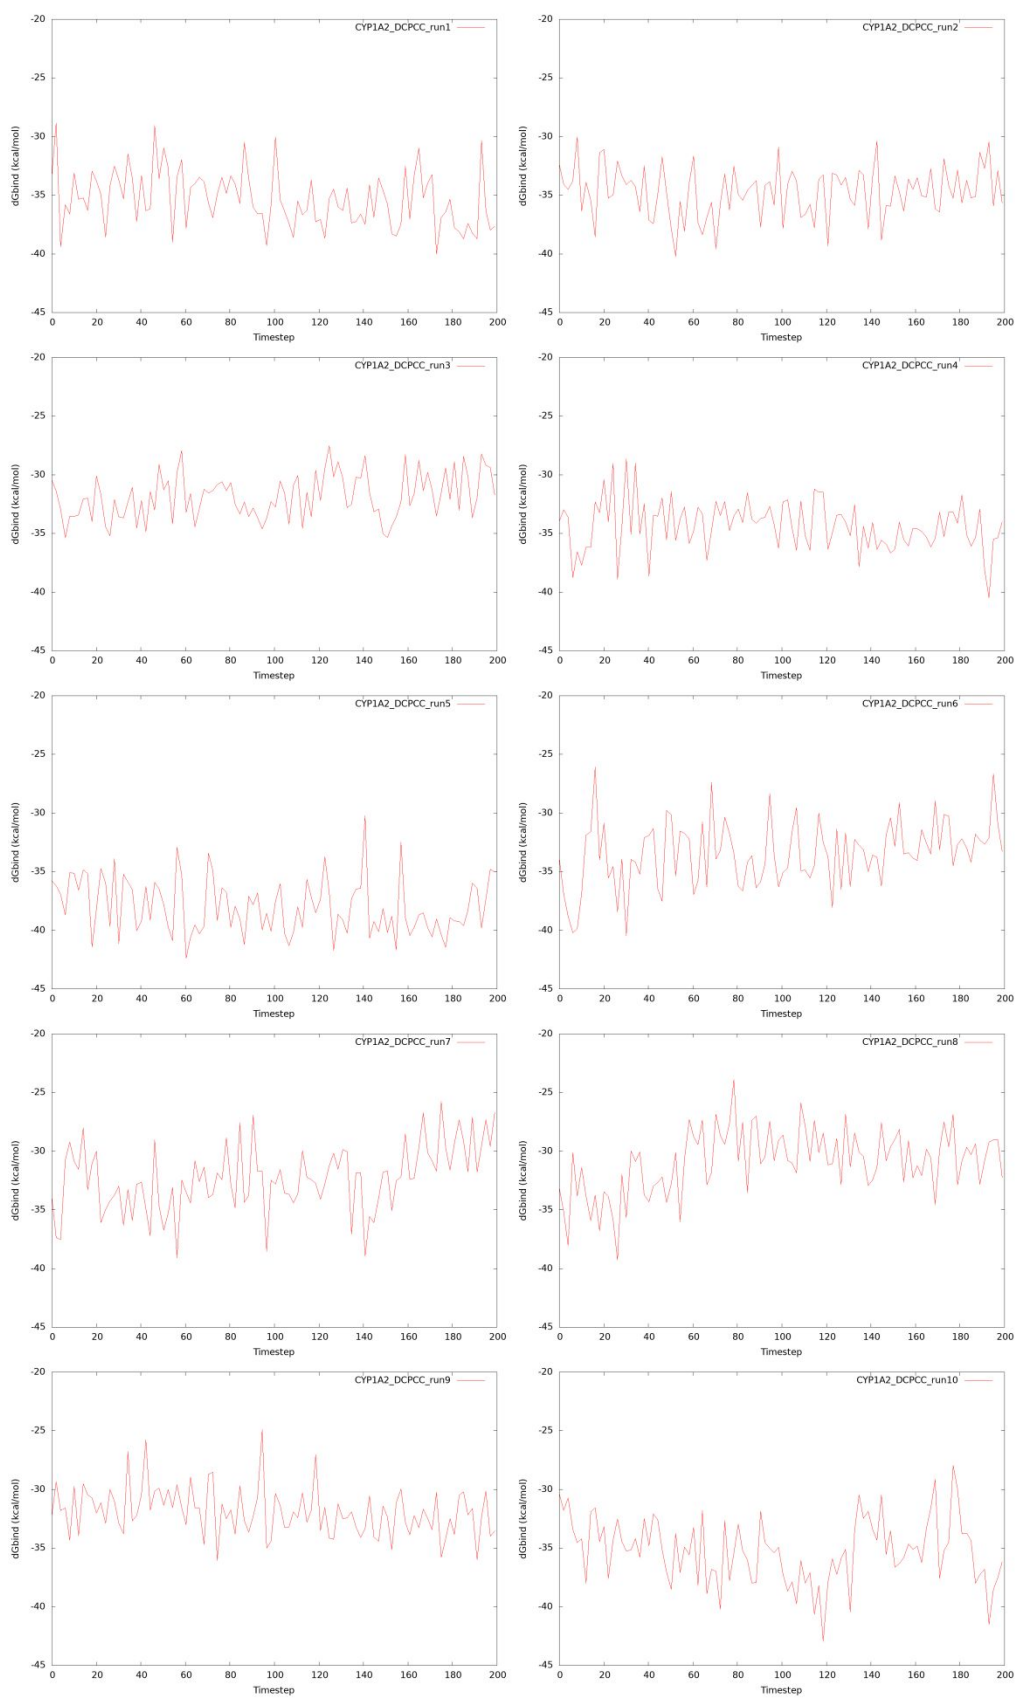 -20
CYP1A2_DCPCC_run1
-25
-30
dGbind (kcal/mol)
-35
-40
-45
0 20 40 60 80 100 120 140 160 180 200
Timestep
-20
CYP1A2_DCPCC_run2
-25
-30
dGbind (kcal/mol)
-35
-40
-45
0 20 40 60 80 100 120 140 160 180 200
Timestep
-20
CYP1A2_DCPCC_run3
-25
-30
dGbind (kcal/mol)
-35
-40
-45
0 20 40 60 80 100 120 140 160 180 200
Timestep
-20
CYP1A2_DCPCC_run4
-25
-30
dGbind (kcal/mol)
-35
-40
-45
0 20 40 60 80 100 120 140 160 180 200
Timestep
-20
CYP1A2_DCPCC_run5
-25
-30
dGbind (kcal/mol)
-35
-40
-45
0 20 40 60 80 100 120 140 160 180 200
Timestep
-20
CYP1A2_DCPCC_run6
-25
-30
dGbind (kcal/mol)
-35
-40
-45
0 20 40 60 80 100 120 140 160 180 200
Timestep
-20
CYP1A2_DCPCC_run7
-25
-30
dGbind (kcal/mol)
-35
-40
-45
0 20 40 60 80 100 120 140 160 180 200
Timestep
-20
CYP1A2_DCPCC_run8
-25
-30
dGbind (kcal/mol)
-35
-40
-45
0 20 40 60 80 100 120 140 160 180 200
Timestep
-20
CYP1A2_DCPCC_run9
-25
-30
dGbind (kcal/mol)
-35
-40
-45
0 20 40 60 80 100 120 140 160 180 200
Timestep
-20
CYP1A2_DCPCC_run10
-25
-30
dGbind (kcal/mol)
-35
-40
-45
0 20 40 60 80 100 120 140 160 180 200
Timestep